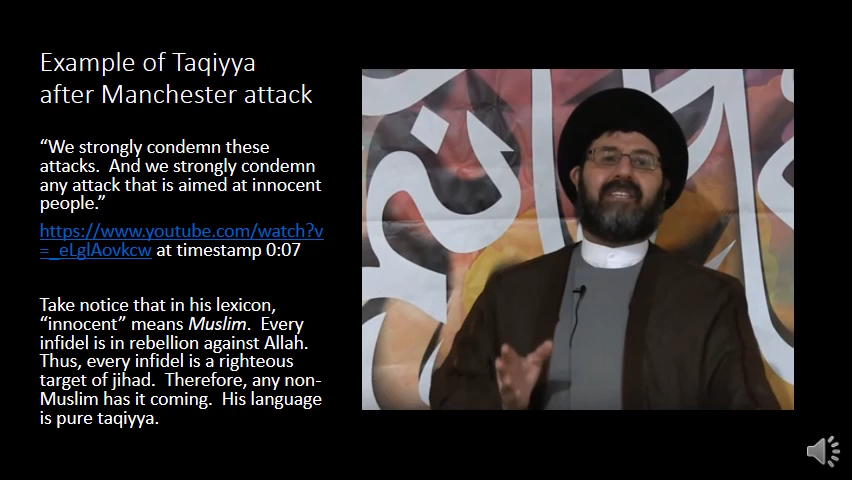 Example of Taqiyya
after Manchester attack
“We strongly condemn these
attacks.  And we strongly condemn
any attack that is aimed at innocent
people.”
https://www.youtube.com/watch?v
=_eLglAovkcw at timestamp 0:07
Take notice that in his lexicon,
“innocent” means Muslim.  Every
infidel is in rebellion against Allah.
Thus, every infidel is a righteous
target of jihad.  Therefore, any non-
Muslim has it coming.  His language
is pure taqiyya.